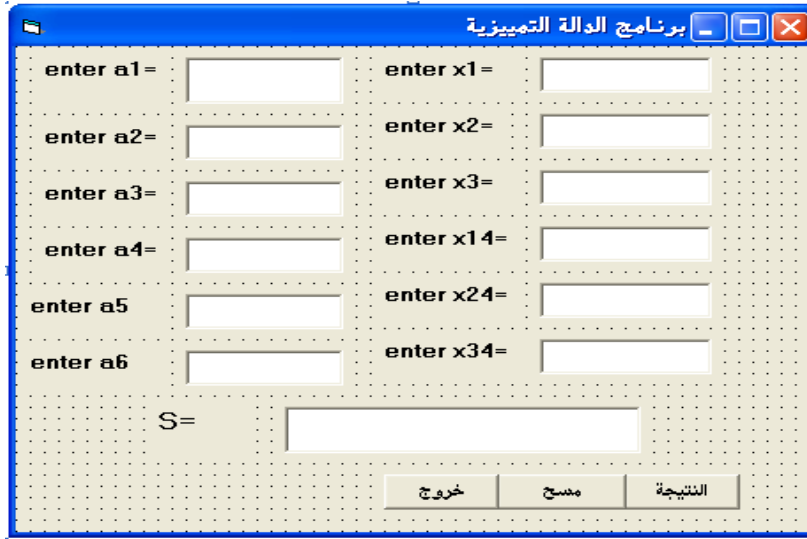 برنامج الدالة التمييزية
enter a1=
enter x1=
enter a2=
enter x2=
enter a3=
enter x3=
enter a4=
enter x14=
enter a5
enter x24=
enter a6
enter x34=
S=
النتيجة مسح خروج